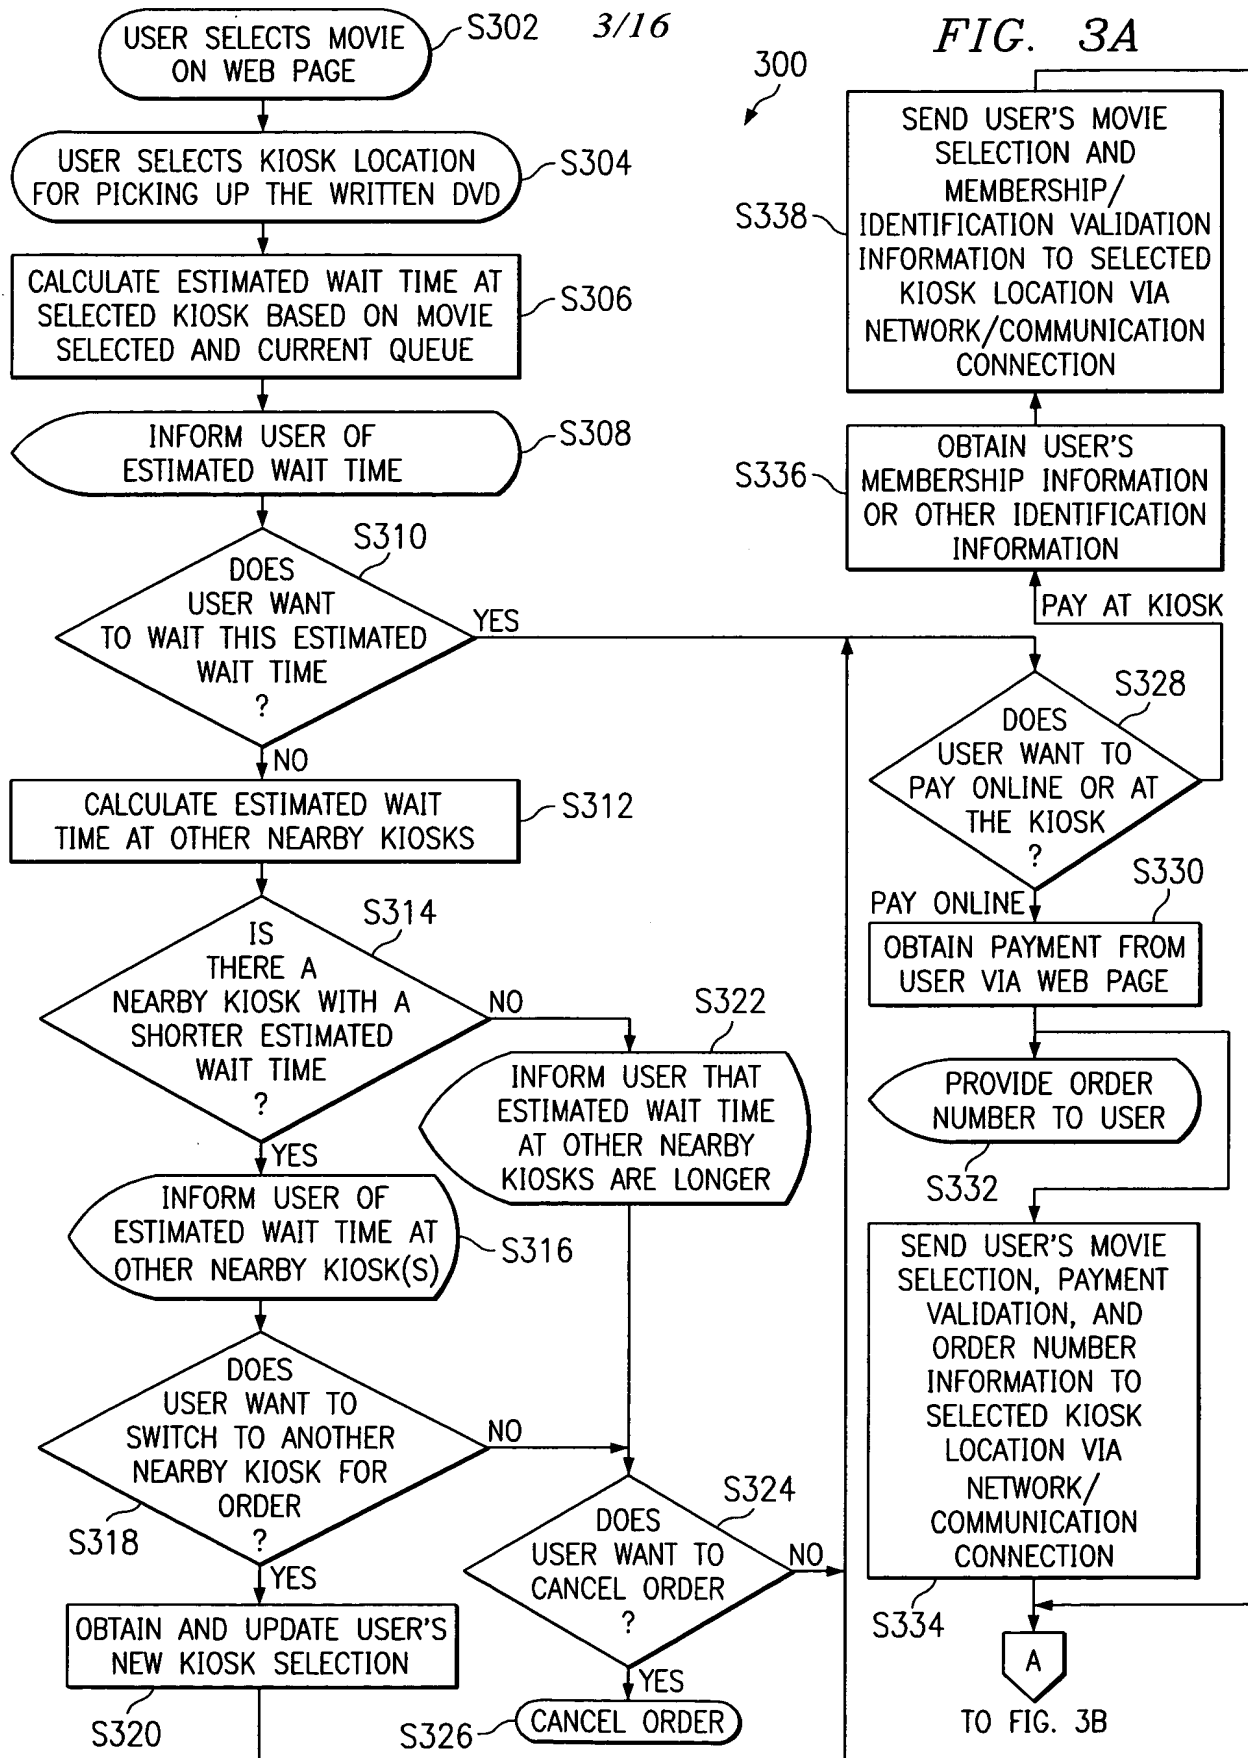 3/16
FIG. 3A
300
USER SELECTS MOVIE
ON WEB PAGE
S302
USER SELECTS KIOSK LOCATION
FOR PICKING UP THE WRITTEN DVD
S304
CALCULATE ESTIMATED WAIT TIME AT
SELECTED KIOSK BASED ON MOVIE
SELECTED AND CURRENT QUEUE
S306
INFORM USER OF
ESTIMATED WAIT TIME
S308
S310
DOES
USER WANT
TO WAIT THIS ESTIMATED
WAIT TIME
?
YES
NO
CALCULATE ESTIMATED WAIT
TIME AT OTHER NEARBY KIOSKS
S312
S314
IS
THERE A
NEARBY KIOSK WITH A
SHORTER ESTIMATED
WAIT TIME
?
NO
YES
INFORM USER OF
ESTIMATED WAIT TIME AT
OTHER NEARBY KIOSK(S)
S316
S322
INFORM USER THAT
ESTIMATED WAIT TIME
AT OTHER NEARBY
KIOSKS ARE LONGER
DOES
USER WANT TO
SWITCH TO ANOTHER
NEARBY KIOSK FOR
ORDER
?
S318
NO
YES
OBTAIN AND UPDATE USER'S
NEW KIOSK SELECTION
S320
S324
DOES
USER WANT TO
CANCEL ORDER
?
NO
YES
S326
CANCEL ORDER
SEND USER'S MOVIE
SELECTION AND
MEMBERSHIP/
IDENTIFICATION VALIDATION
INFORMATION TO SELECTED
KIOSK LOCATION VIA
NETWORK/COMMUNICATION
CONNECTION
S338
OBTAIN USER'S
MEMBERSHIP INFORMATION
OR OTHER IDENTIFICATION
INFORMATION
S336
PAY AT KIOSK
S328
DOES
USER WANT TO
PAY ONLINE OR AT
THE KIOSK
?
PAY ONLINE
S330
OBTAIN PAYMENT FROM
USER VIA WEB PAGE
PROVIDE ORDER
NUMBER TO USER
S332
SEND USER'S MOVIE
SELECTION, PAYMENT
VALIDATION, AND
ORDER NUMBER
INFORMATION TO
SELECTED KIOSK
LOCATION VIA
NETWORK/
COMMUNICATION
CONNECTION
S334
A
TO FIG. 3B